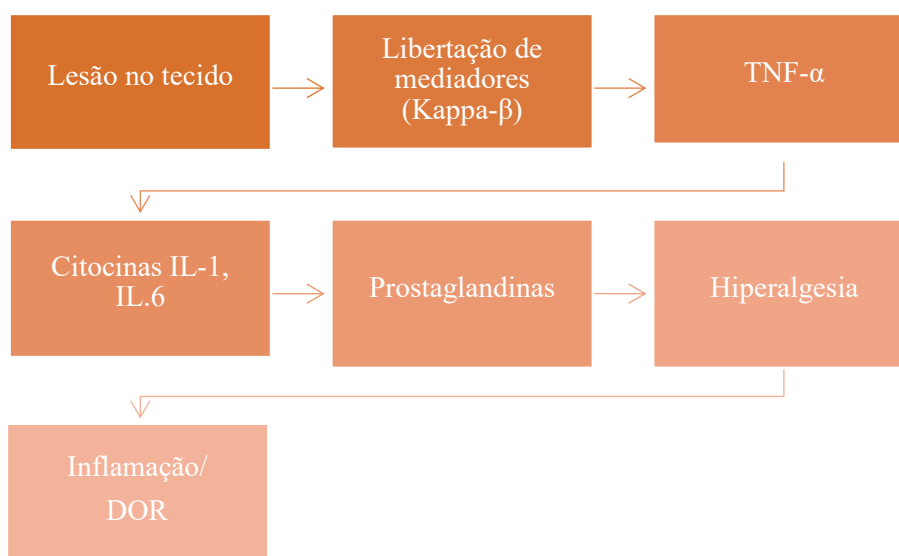 Lesão no tecido
Libertação de
mediadores
(Kappa-β)
TNF-α
Citocinas IL-1,
IL.6
Prostaglandinas
Hiperalgesia
Inflamação/
DOR